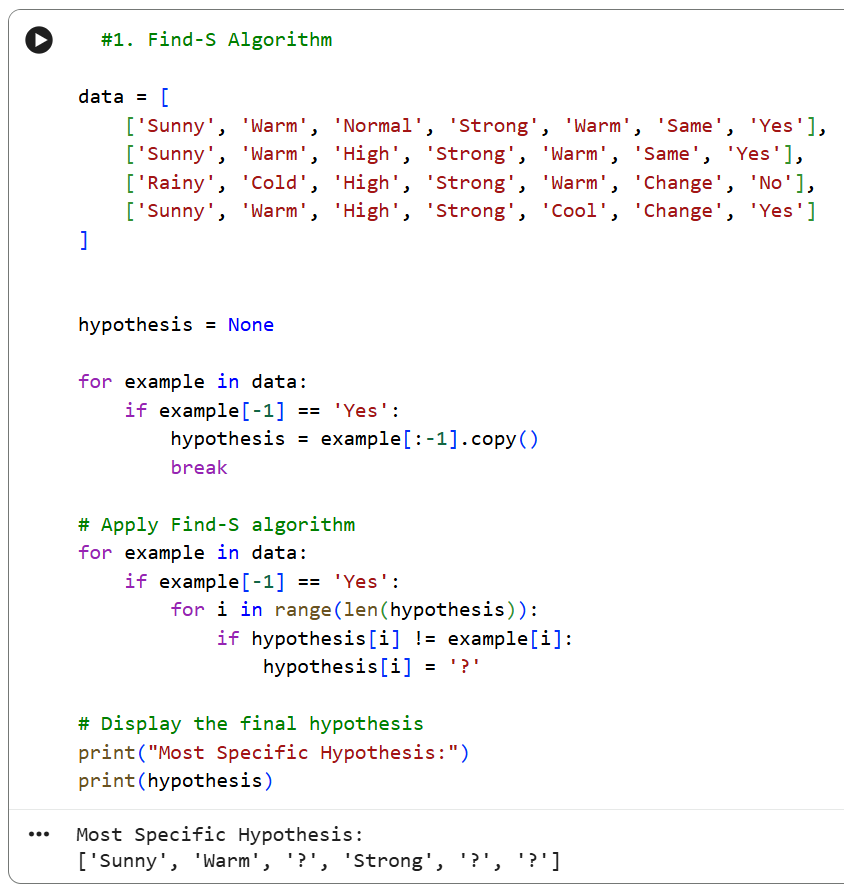 #1. Find-S Algorithm
data = [
['Sunny', 'Warm', 'Normal', 'Strong', 'Warm', 'Same', 'Yes'],
['Sunny', 'Warm', 'High', 'Strong', 'Warm', 'Same', 'Yes'],
['Rainy', 'Cold', 'High', 'Strong', 'Warm', 'Change', 'No'],
['Sunny', 'Warm', 'High', 'Strong', 'Cool', 'Change', 'Yes']
]
hypothesis = None
for example in data:
if example[-1] == 'Yes':
hypothesis = example[:-1].copy()
break
# Apply Find-S algorithm
for example in data:
if example[-1] == 'Yes':
for i in range(len(hypothesis)):
if hypothesis[i] != example[i]:
hypothesis[i] = '?'
# Display the final hypothesis
print("Most Specific Hypothesis:")
print(hypothesis)
Most Specific Hypothesis:
['Sunny', 'Warm', '?', 'Strong', '?', '?']